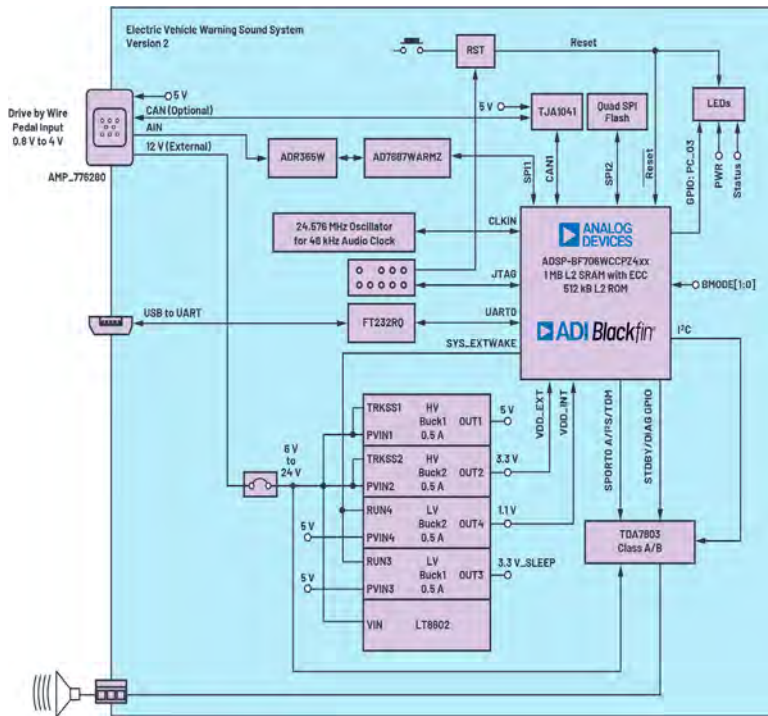 Electric Vehicle Warning Sound System
Version 2
Drive by Wire
Pedal Input
0.8 V to 4 V
AMP_776280
5 V
CAN (Optional)
AIN
12 V (External)
RST
Reset
5 V
TJA1041
Quad SPI
Flash
LEDs
ADR365W
AD7687WARMZ
SPI1
CAN1
SPI2
Reset
GPIO: PC_03
PWR
Status
24.576 MHz Oscillator
for 48 kHz Audio Clock
CLKIN
JTAG
USB to UART
FT232RQ
UART0
SYS_EXTWAKE
ANALOG
DEVICES
ADSP-BF706WCCPZ4xx
1 MB L2 SRAM with ECC
512 kB L2 ROM
ADI Blackfin®
BMODE[1:0]
I²C
VDD_EXT
VDD_INT
SPORT0 A/I²S/TDM
STDBY/DIAG GPIO
6 V
to
24 V
TRKSS1
HV
Buck1
0.5 A
PVIN1
OUT1
5 V
TRKSS2
HV
Buck2
0.5 A
PVIN2
OUT2
3.3 V
RUN4
LV
Buck2
0.5 A
PVIN4
OUT4
1.1 V
5 V
RUN3
LV
Buck1
0.5 A
PVIN3
OUT3
3.3 V_SLEEP
5 V
VIN
LT8602
TDA7803
Class A/B